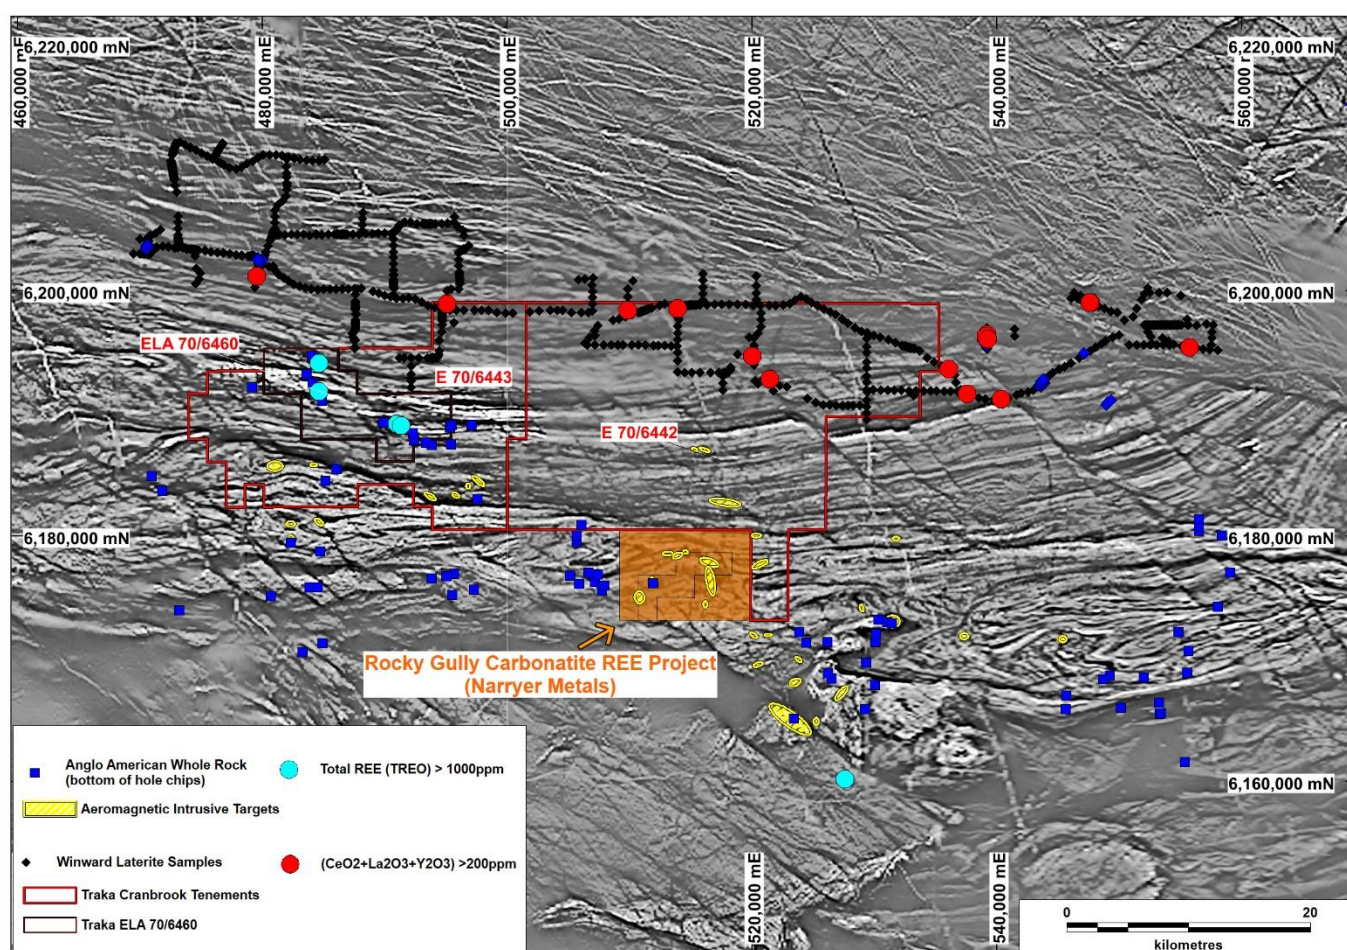 6,220,000 mN
460,000 mE
480,000 mE
500,000 mE
520,000 mE
540,000 mE
560,000 m
6,220,000 mN
6,200,000 mN
6,200,000 mN
ELA 70/6460
E 70/6443
E 70/6442
6,180,000 mN
6,180,000 mN
Rocky Gully Carbonatite REE Project
(Narryer Metals)
6,160,000 mN
Anglo American Whole Rock
(bottom of hole chips)
Total REE (TREO) > 1000ppm
Aeromagnetic Intrusive Targets
Winward Laterite Samples
(CeO2+La2O3+Y2O3) >200ppm
Traka Cranbrook Tenements
Traka ELA 70/6460
520,000 mE
540,000 mE
0
20
kilometres